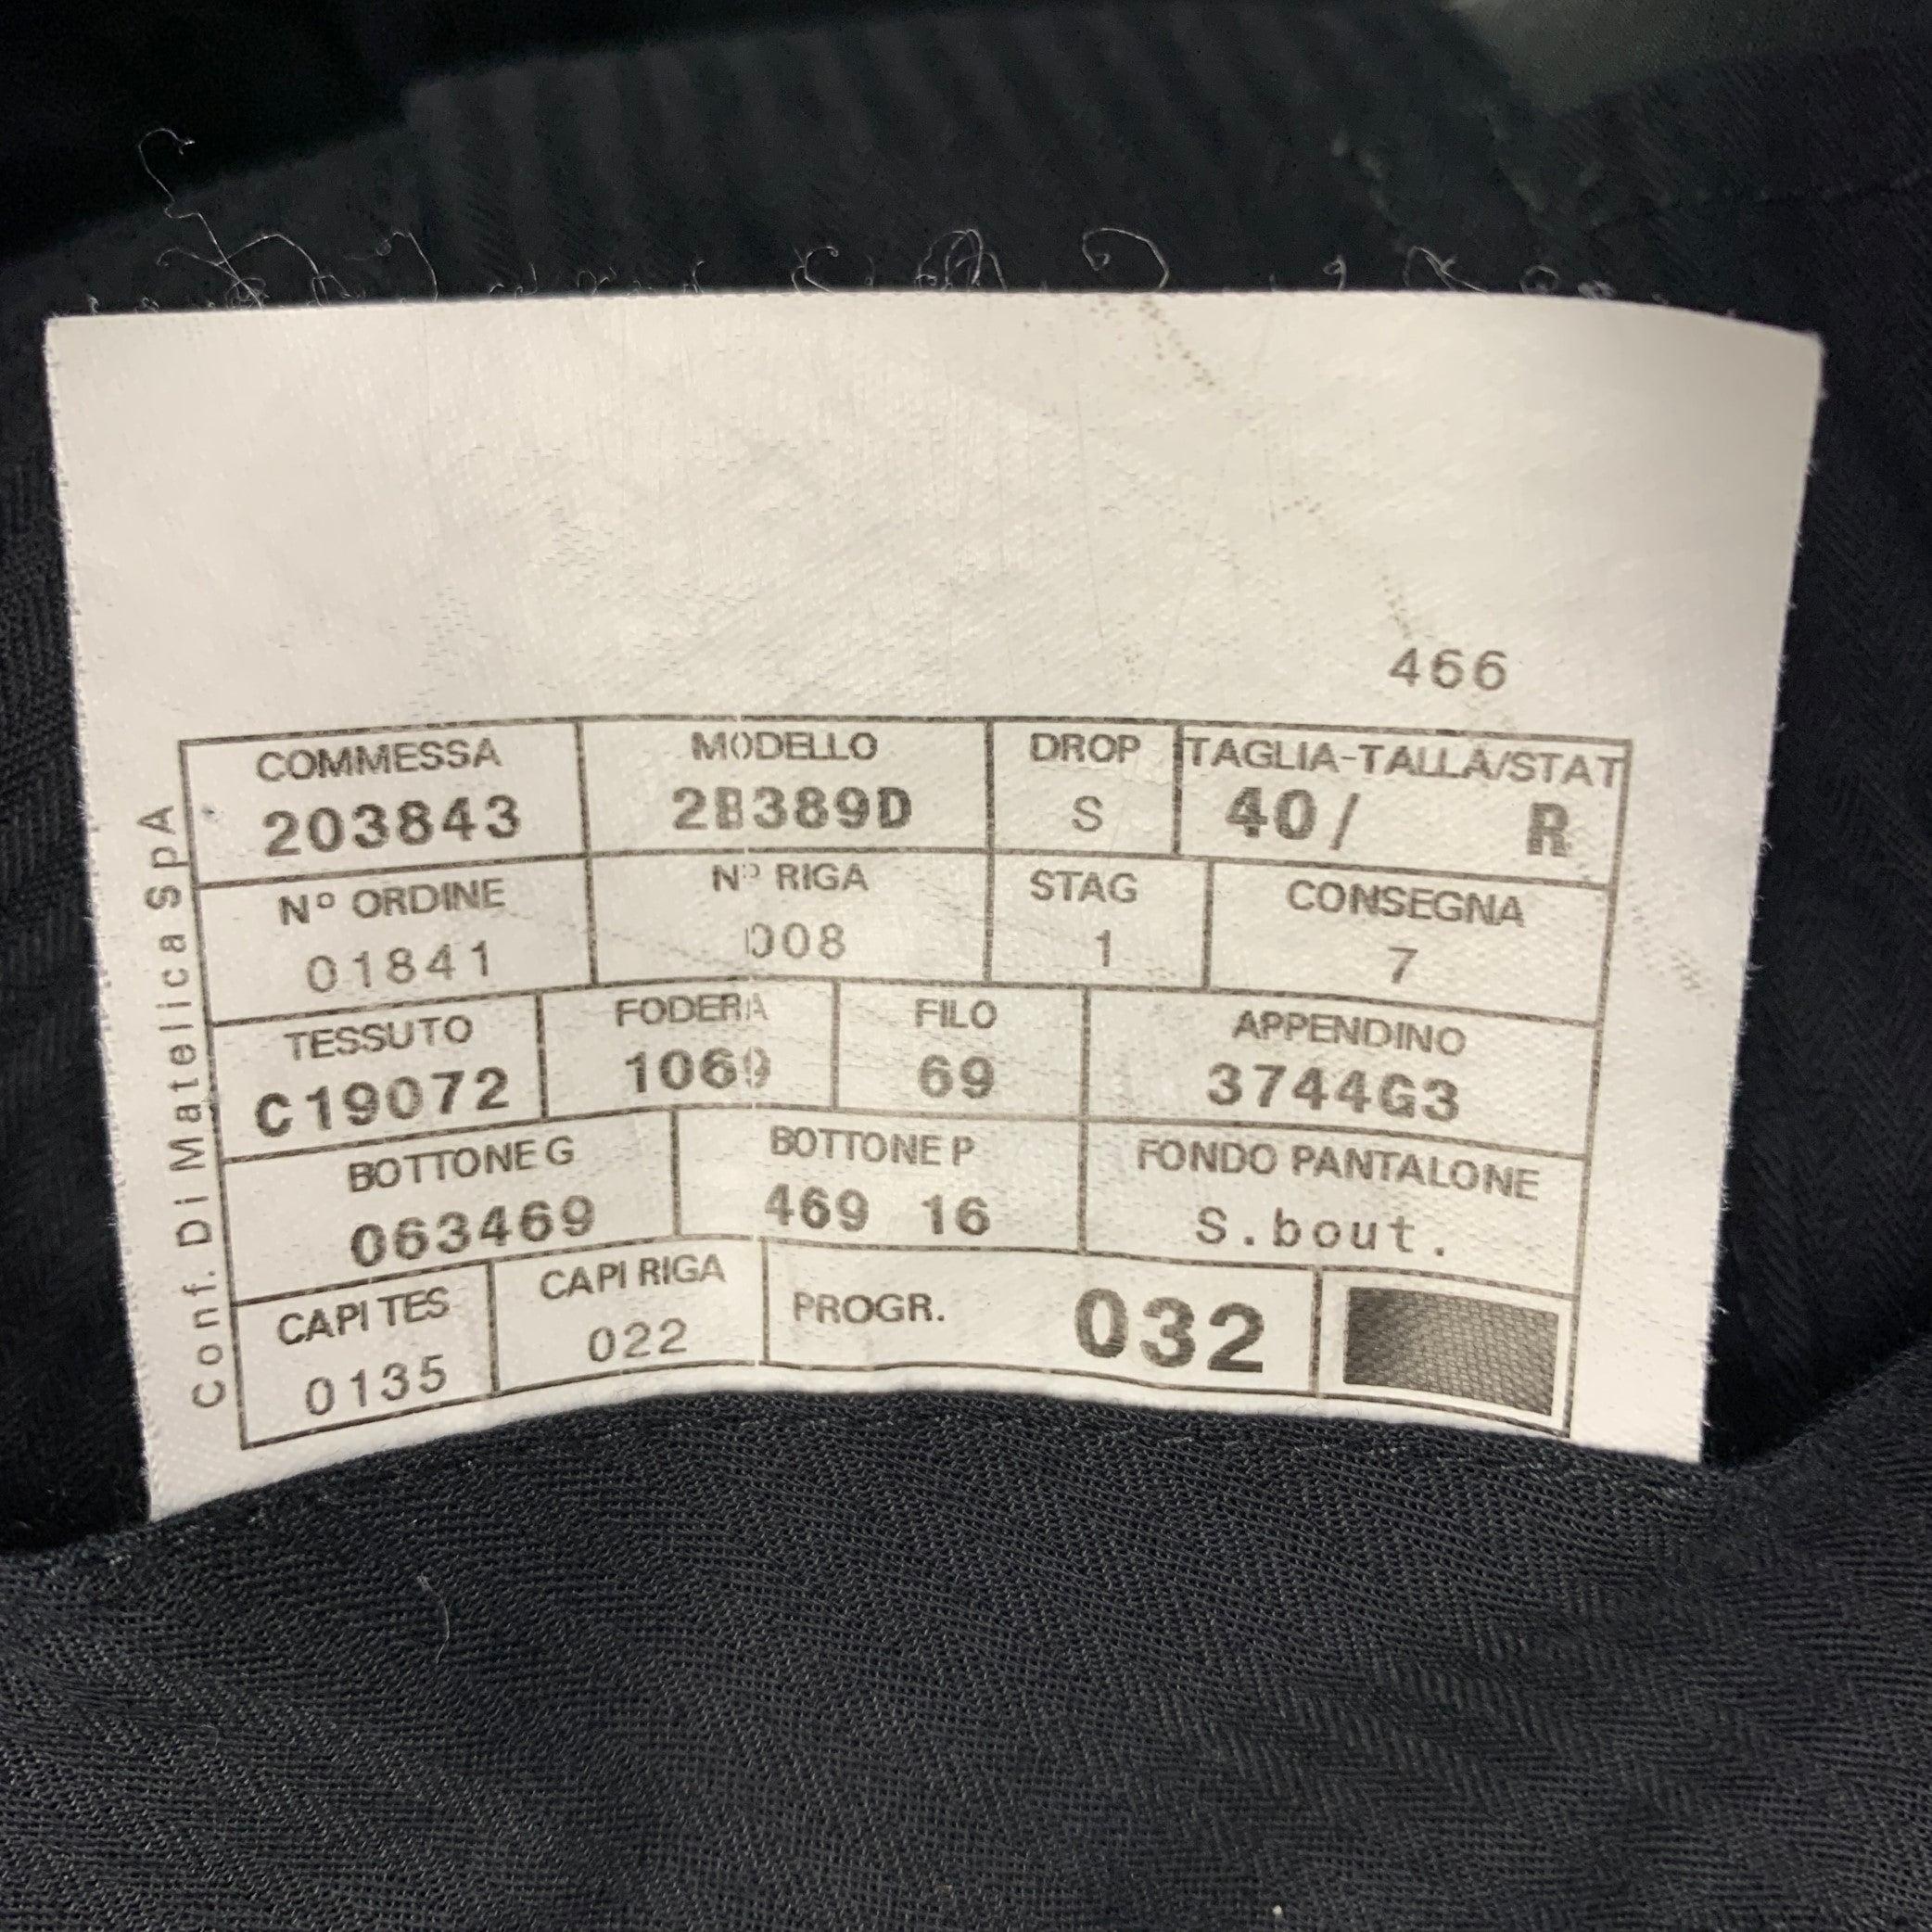 466
COMMESSA MODELLO DROP TAGLIA-TALLA/STAT
203843 2B389D S 40/ R
Nº ORDINE Nº RIGA STAG CONSEGNA
01841 008 1 7
TESSUTO FODERA FILO APPENDINO
C19072 1069 69 3744G3
BOTTONE G BOTTONE P FONDO PANTALONE
063469 469 16 S.bout.
CAPI TES CAPI RIGA PROGR. 032
0135 022
Conf. Di Matelica SpA